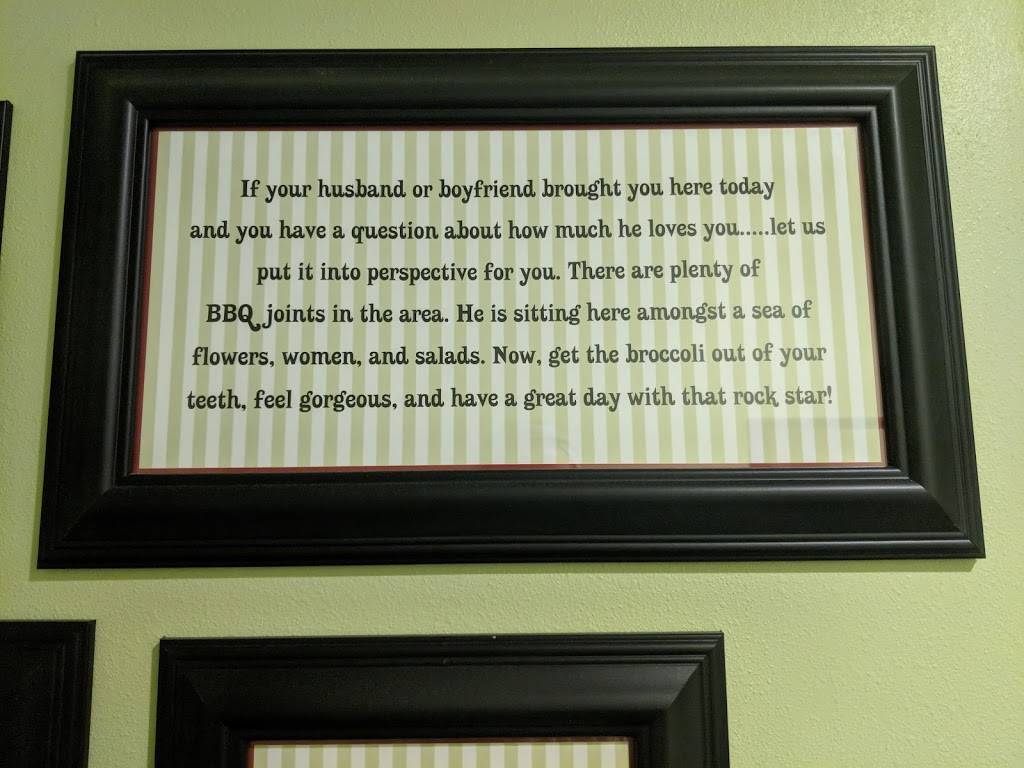 If your husband or boyfriend brought you here today
and you have a question about how much he loves you.....let us
put it into perspective for you. There are plenty of
BBQ joints in the area. He is sitting here amongst a sea of
flowers, women, and salads. Now, get the broccoli out of your
teeth, feel gorgeous, and have a great day with that rock star!